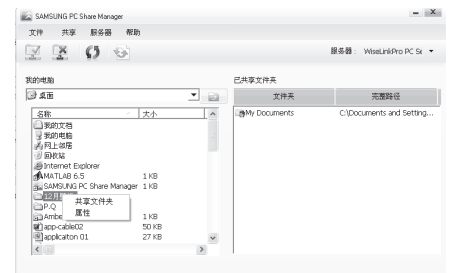 SAMSUNG PC Share Manager
文件 共享 服务器 帮助
服务器： WiseLinkPro PC Se
我的电脑
已共享文件夹
桌面
文件夹 完整路径
名称 大小
My Documents C:\Documents and Setting...
我的文档
我的电脑
网上邻居
回收站
Internet Explorer
MATLAB 6.5 1 KB
SAMSUNG PC Share Manager 1 KB
12月
共享文件夹
P.Q
属性
Ambe 1 KB
app-cable02 50 KB
applicaiton 01 27 KB